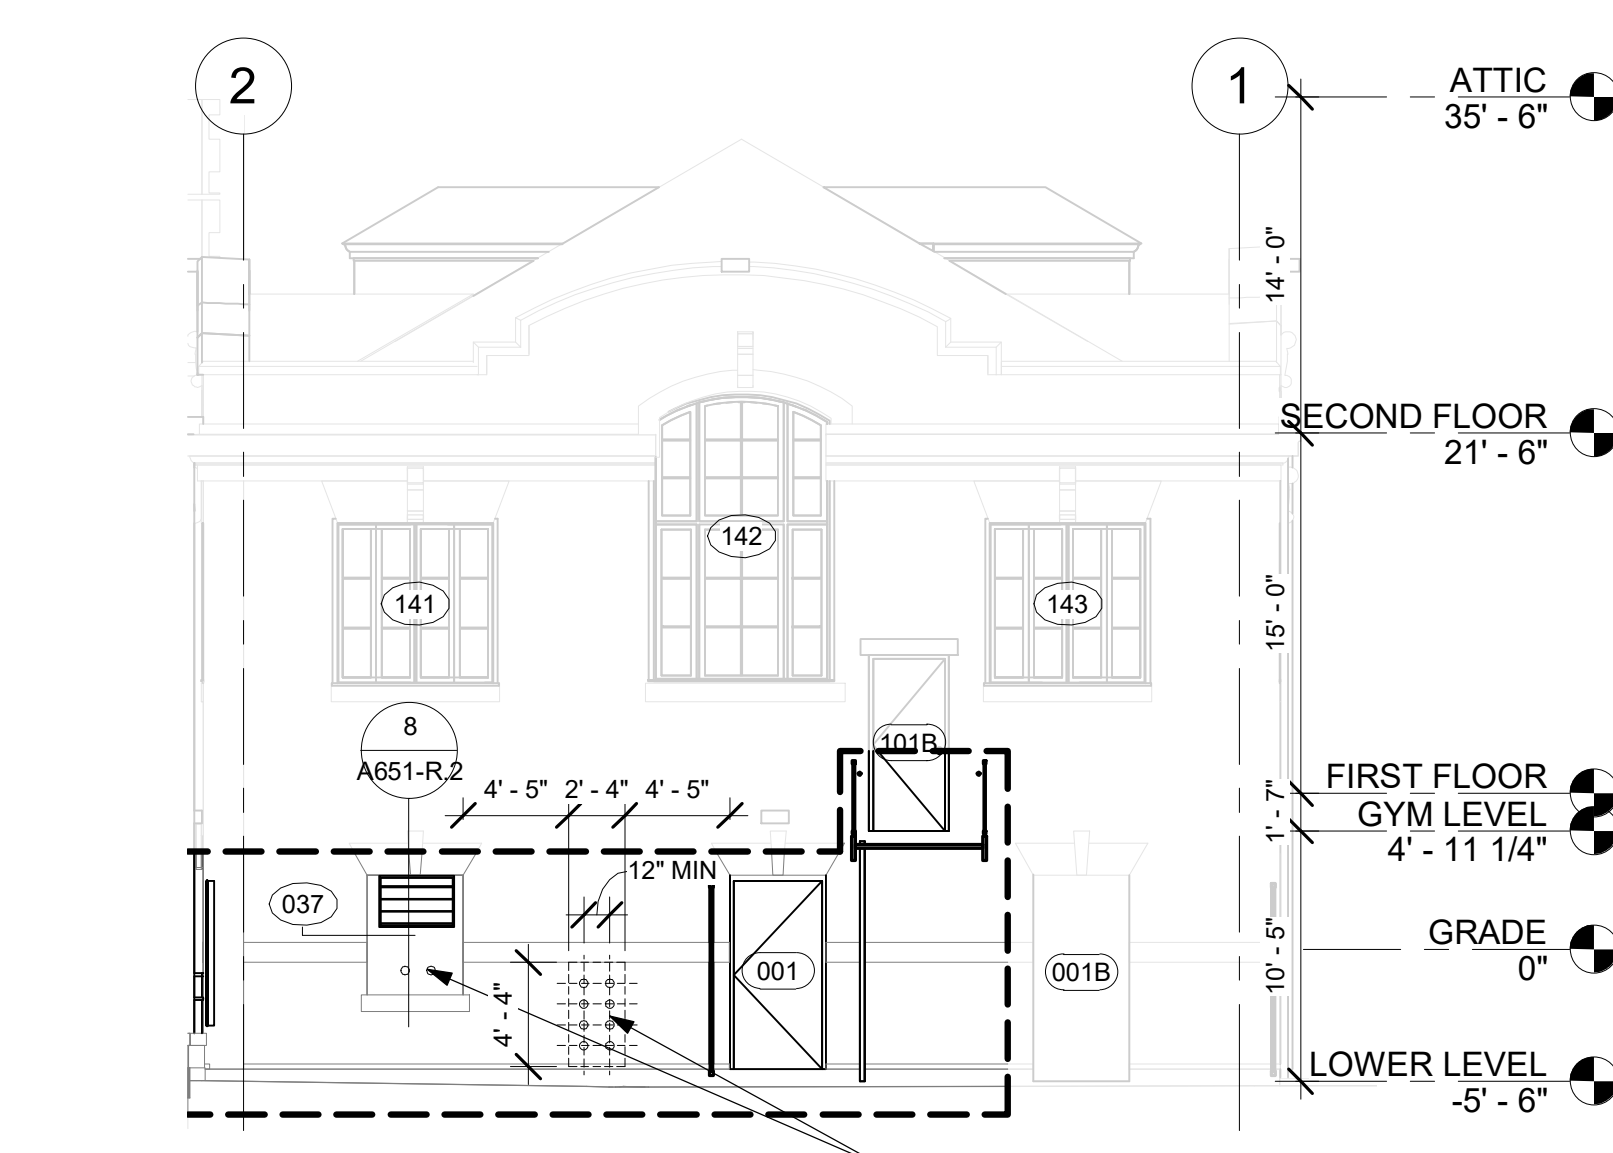 2
1
ATTIC
35' - 6"
14' - 0"
SECOND FLOOR
21' - 6"
142
141
143
15' - 0"
8
A651-R.2
101B
4' - 5"
2' - 4"
4' - 5"
FIRST FLOOR
1' - 7"
GYM LEVEL
4' - 11 1/4"
12" MIN
037
GRADE
0"
001
001B
10' - 5"
4' - 4"
LOWER LEVEL
-5' - 6"